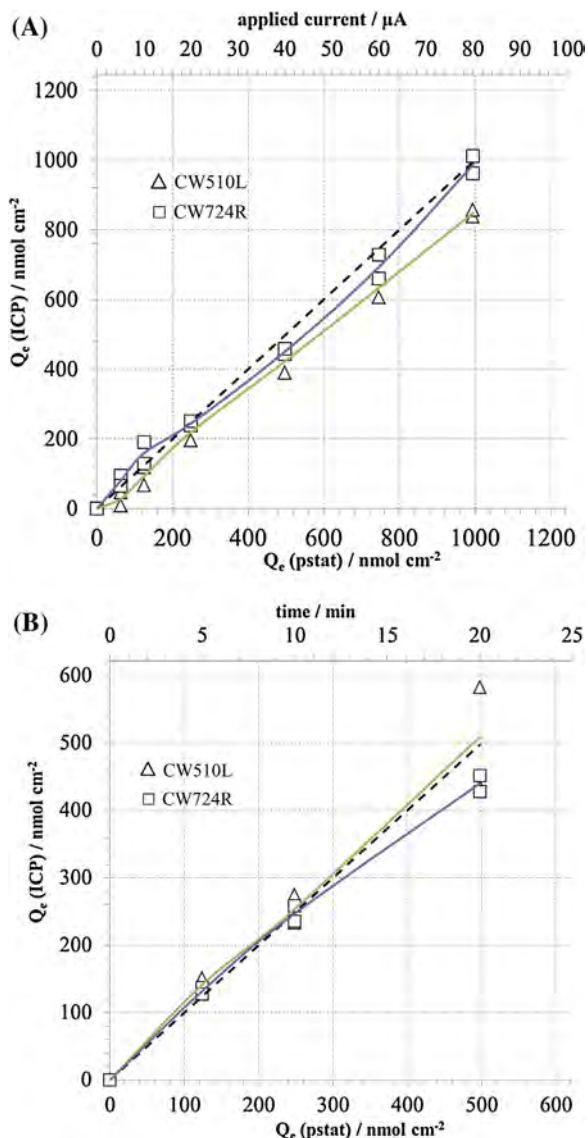 (A)
applied current / µA
0 10 20 30 40 50 60 70 80 90 100
1200
1000
800
600
400
200
0
Qe (ICP) / nmol cm-2
CW510L
CW724R
0 200 400 600 800 1000 1200
Qe (pstat) / nmol cm-2
(B)
time / min
0 5 10 15 20 25
600
500
400
300
200
100
0
Qe (ICP) / nmol cm-2
CW510L
CW724R
0 100 200 300 400 500 600
Qe (pstat) / nmol cm-2